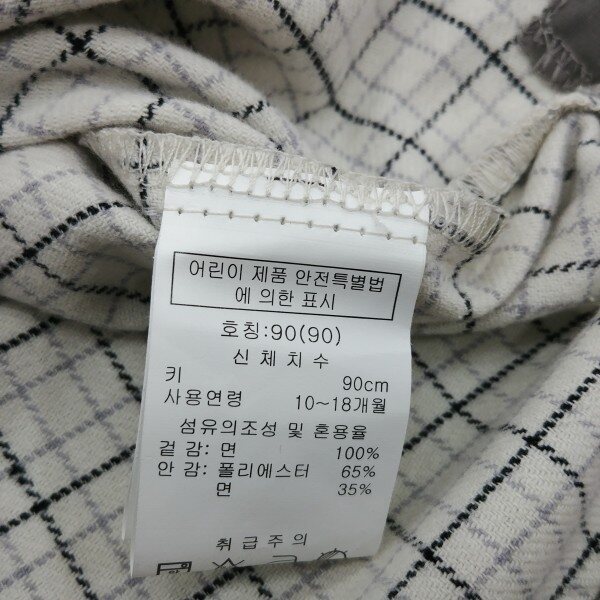 어린이 제품 안전특별법
에 의한 표시
호칭:90(90)
신체치수
키 90cm
사용연령 10~18개월
섬유의조성 및 혼용율
겉 감: 면 100%
안 감: 폴리에스터 65%
면 35%
취급주의